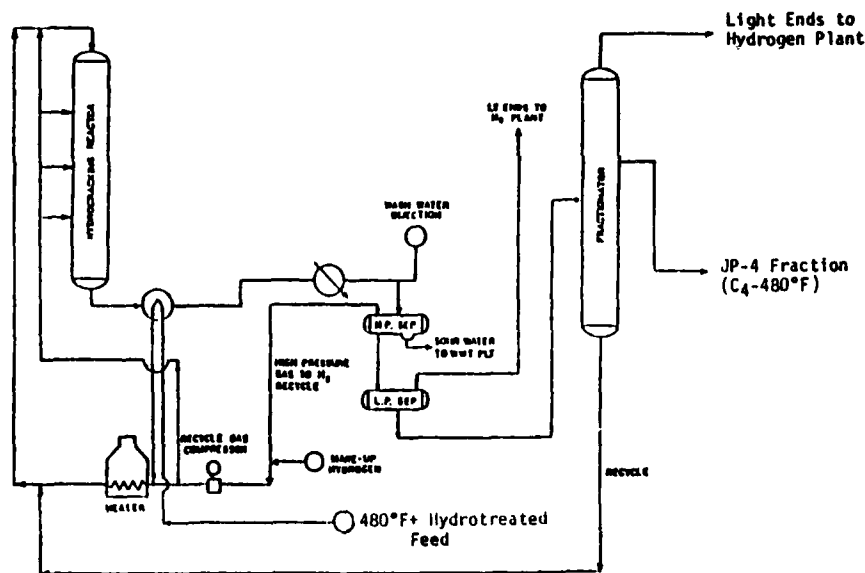 Light Ends to
Hydrogen Plant
LT ENDS TO
H2 PLANT
HYDROCRACKING REACTOR
FRACTIONATOR
WASH WATER
INJECTION
JP-4 Fraction
(C4-480°F)
H.P. SEP
SOUR WATER
TO WWT PLT
HIGH PRESSURE
GAS TO H2
RECYCLE
L.P. SEP
RECYCLE GAS
COMPRESSOR
MAKE-UP
HYDROGEN
RECYCLE
HEATER
480°F+ Hydrotreated
Feed